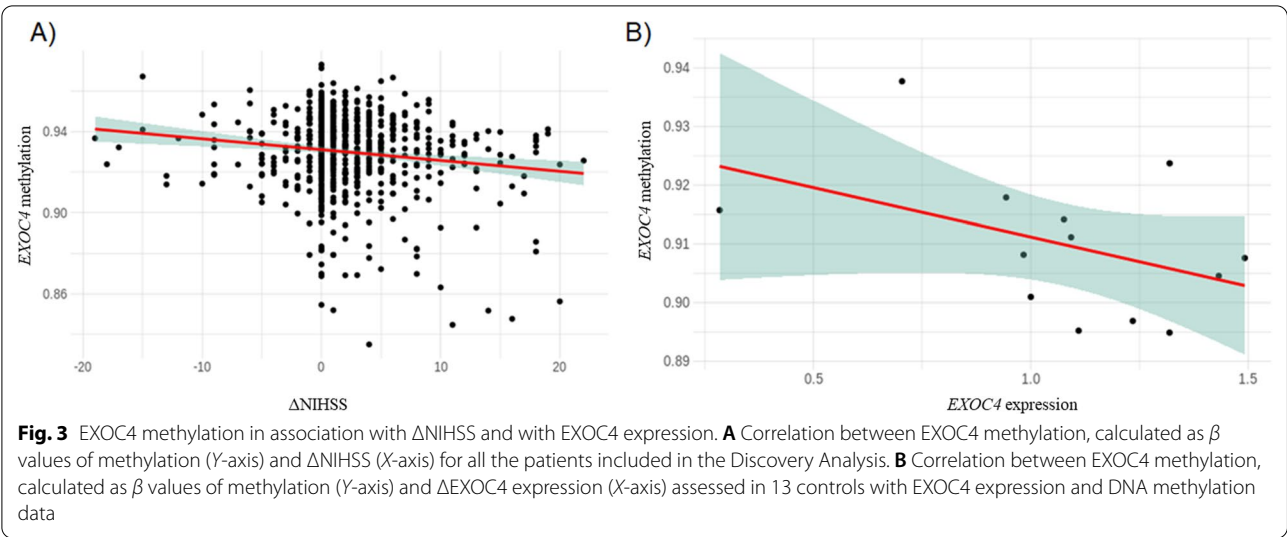 A)
EXOC4 methylation
0.94
0.90
0.86
-20
-10
0
10
20
ΔNIHSS
B)
EXOC4 methylation
0.94
0.93
0.92
0.91
0.90
0.89
0.5
1.0
1.5
EXOC4 expression
Fig. 3 EXOC4 methylation in association with ΔNIHSS and with EXOC4 expression. A Correlation between EXOC4 methylation, calculated as β
values of methylation (Y-axis) and ΔNIHSS (X-axis) for all the patients included in the Discovery Analysis. B Correlation between EXOC4 methylation,
calculated as β values of methylation (Y-axis) and ΔEXOC4 expression (X-axis) assessed in 13 controls with EXOC4 expression and DNA methylation
data